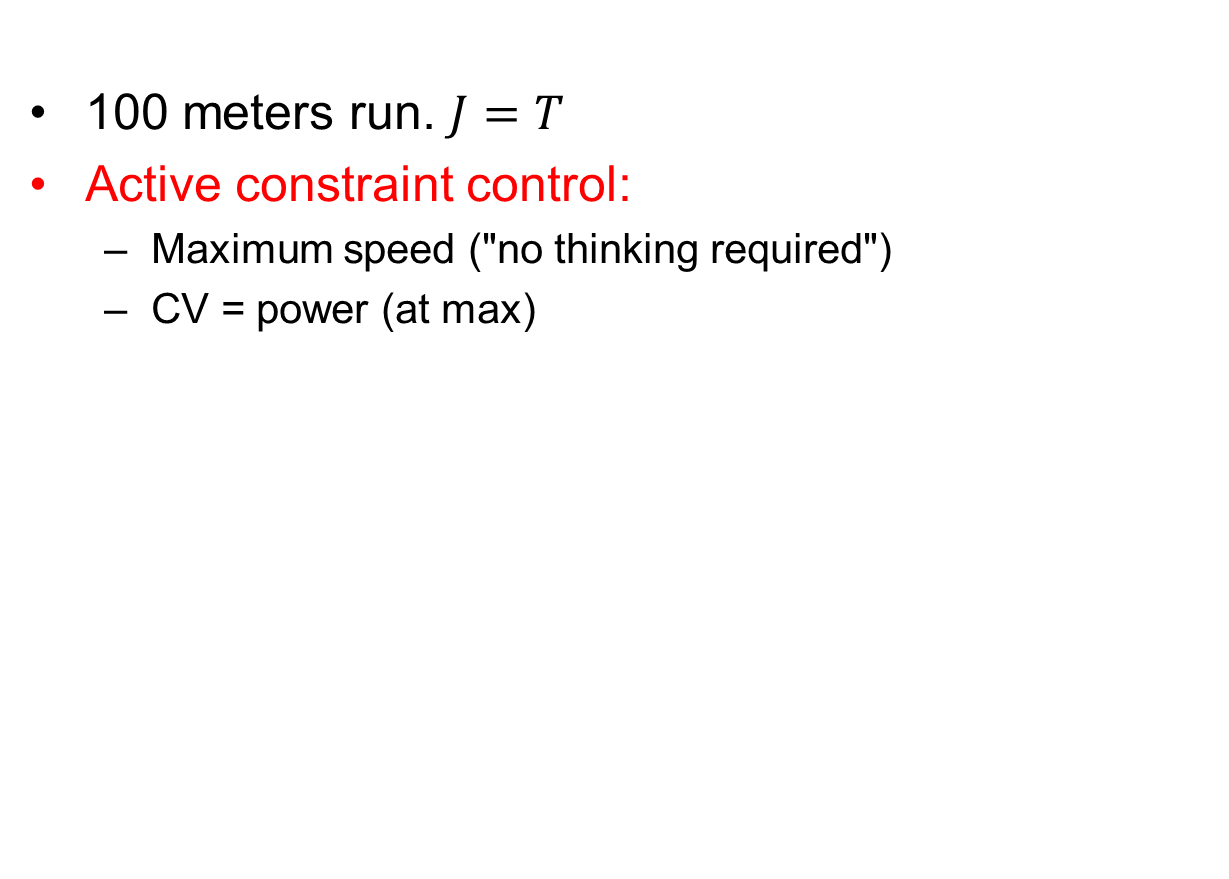 • 100 meters run. 𝐽 = 𝑇
• Active constraint control:
– Maximum speed ("no thinking required")
– CV = power (at max)